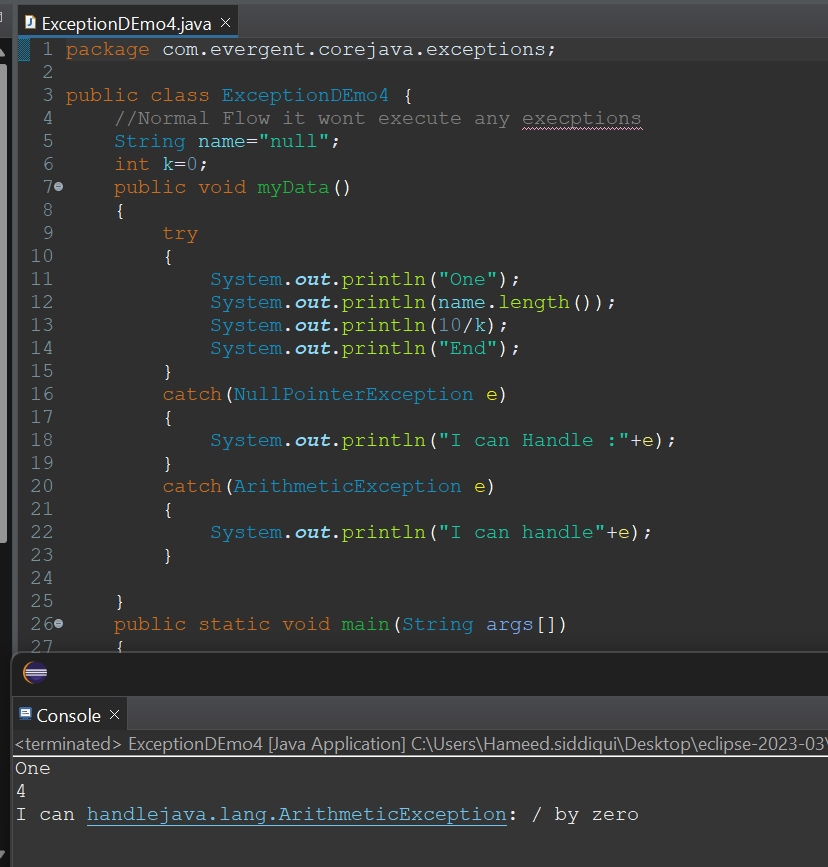 ExceptionDEmo4.java ×
1 package com.evergent.corejava.exceptions;
2
3 public class ExceptionDEmo4 {
4 //Normal Flow it wont execute any execptions
5 String name="null";
6 int k=0;
7 public void myData()
8 {
9 try
10 {
11 System.out.println("One");
12 System.out.println(name.length());
13 System.out.println(10/k);
14 System.out.println("End");
15 }
16 catch(NullPointerException e)
17 {
18 System.out.println("I can Handle :"+e);
19 }
20 catch(ArithmeticException e)
21 {
22 System.out.println("I can handle"+e);
23 }
24
25 }
26 public static void main(String args[])
27 {
Console ×
<terminated> ExceptionDEmo4 [Java Application] C:\Users\Hameed.siddiqui\Desktop\eclipse-2023-03\
One
4
I can handlejava.lang.ArithmeticException: / by zero